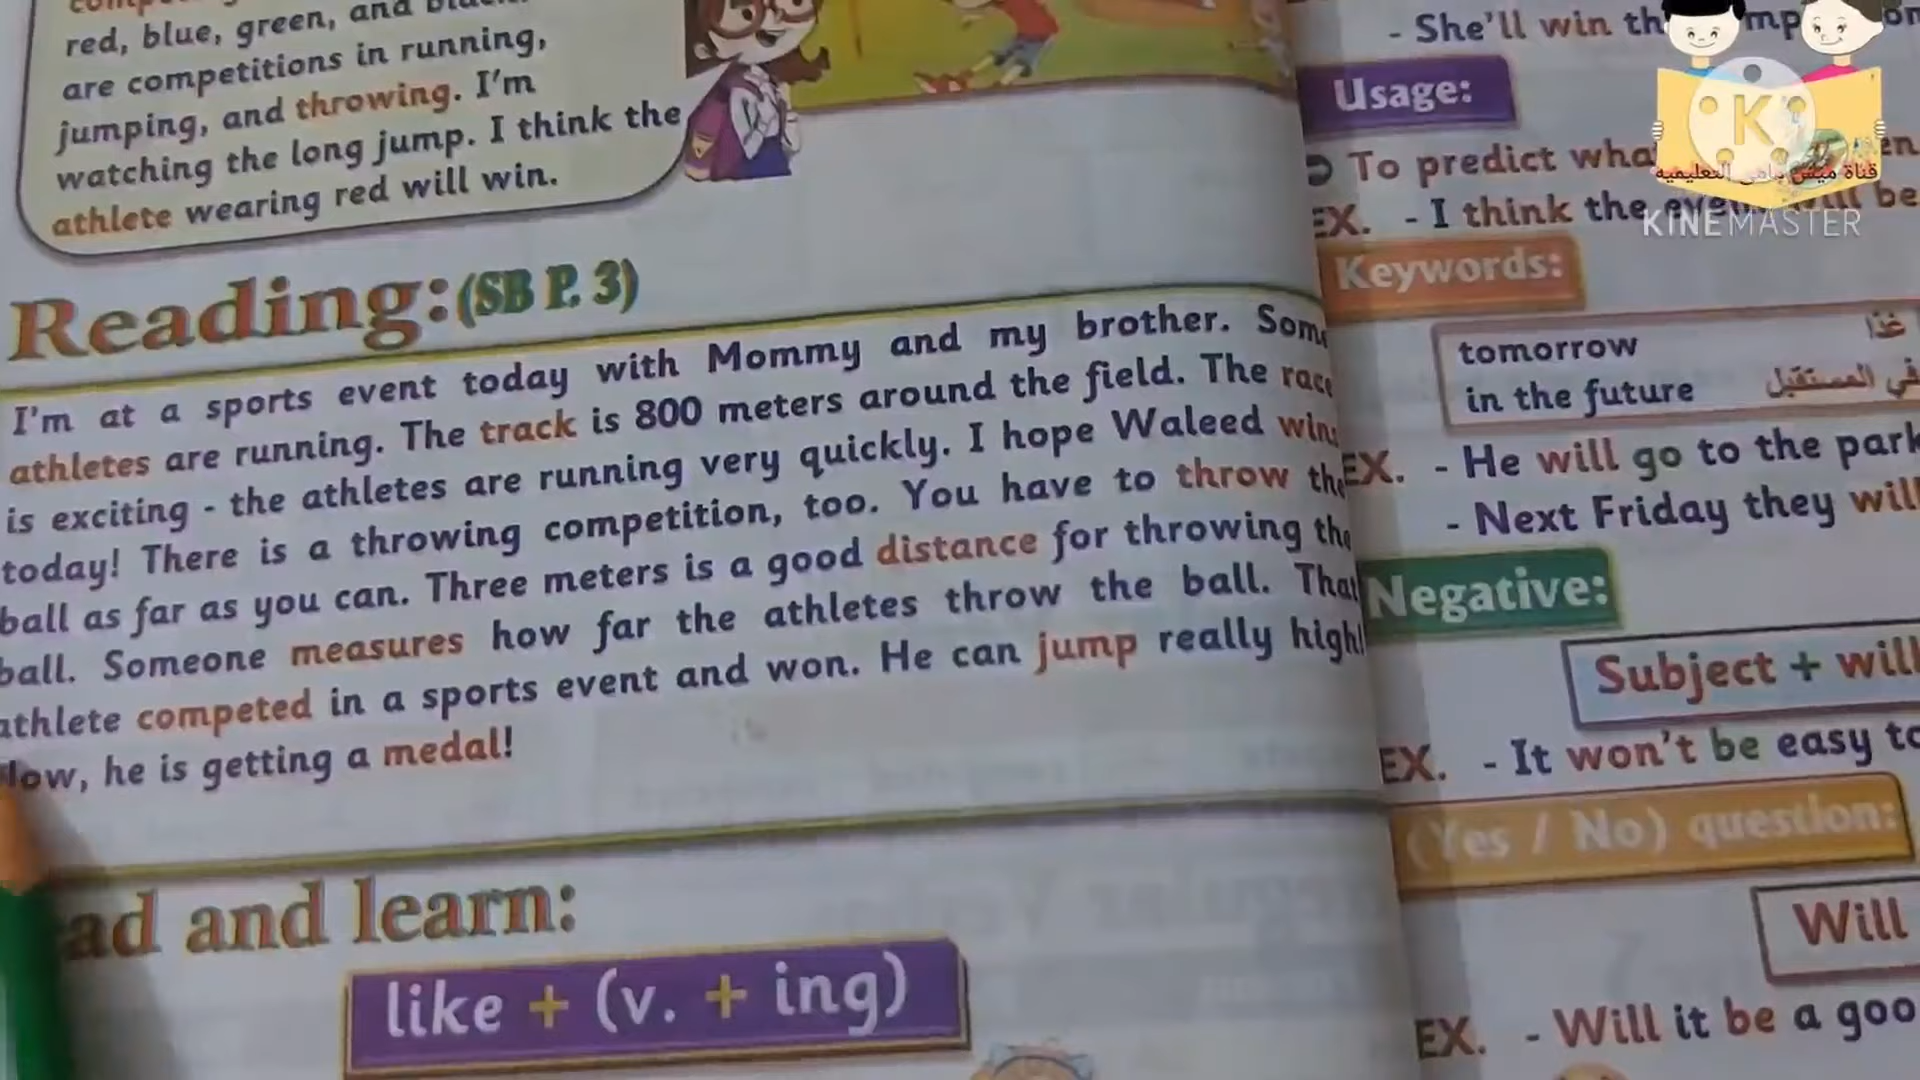 red, blue, green, and
are competitions in running,
jumping, and throwing. I'm
watching the long jump. I think the
athlete wearing red will win.
Reading: (SB P. 3)
I'm at a sports event today with Mommy and my brother. Some
athletes are running. The track is 800 meters around the field. The race
is exciting - the athletes are running very quickly. I hope Waleed wins
today! There is a throwing competition, too. You have to throw the
ball as far as you can. Three meters is a good distance for throwing the
ball. Someone measures how far the athletes throw the ball. That
athlete competed in a sports event and won. He can jump really high!
Now, he is getting a medal!
ad and learn:
like + (v. + ing)
- She'll win th
Usage:
To predict wha
EX. - I think the will be
Keywords:
tomorrow غدًا
in the future في المستقبل
EX. - He will go to the park
- Next Friday they will
Negative:
Subject + will
EX. - It won't be easy to
(Yes / No) question:
Will
EX. - Will it be a goo
K
قناة ميس التعليمية
KINEMASTER